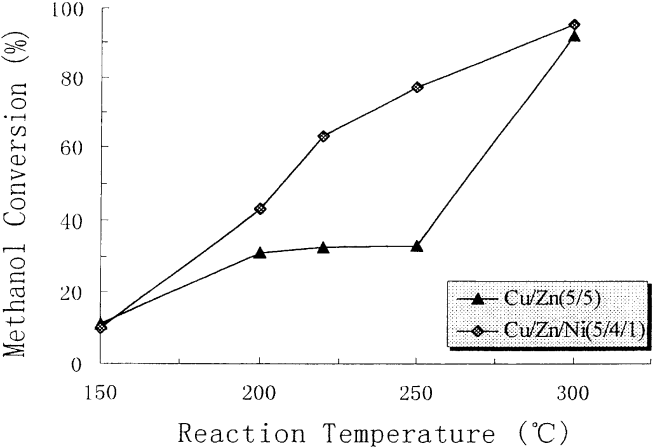 Methanol Conversion (%)
100
80
60
40
20
0
150
200
250
300
Reaction Temperature (℃)
Cu/Zn(5/5)
Cu/Zn/Ni(5/4/1)